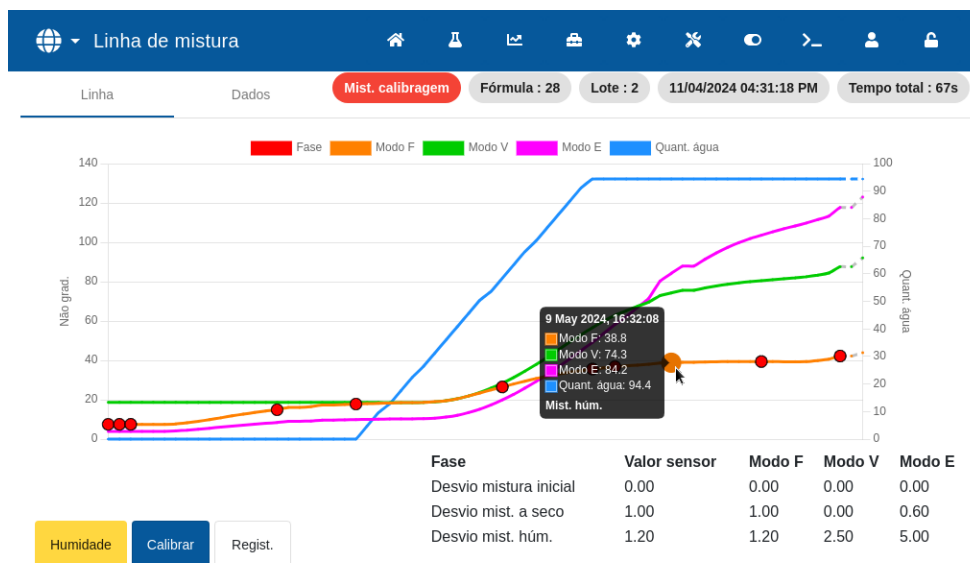 Linha de mistura
Linha Dados Mist. calibragem Fórmula : 28 Lote : 2 11/04/2024 04:31:18 PM Tempo total : 67s
Fase Modo F Modo V Modo E Quant. água
140 100
90
120
80
100
70
80
60
50
60
40
40
30
20
20
10
0 0
Não grad.
Quant. água
9 May 2024, 16:32:08
Modo F: 38.8
Modo V: 74.3
Modo E: 84.2
Quant. água: 94.4
Mist. húm.
Fase Valor sensor Modo F Modo V Modo E
Desvio mistura inicial 0.00 0.00 0.00 0.00
Desvio mist. a seco 1.00 1.00 0.00 0.60
Desvio mist. húm. 1.20 1.20 2.50 5.00
Humidade Calibrar Regist.